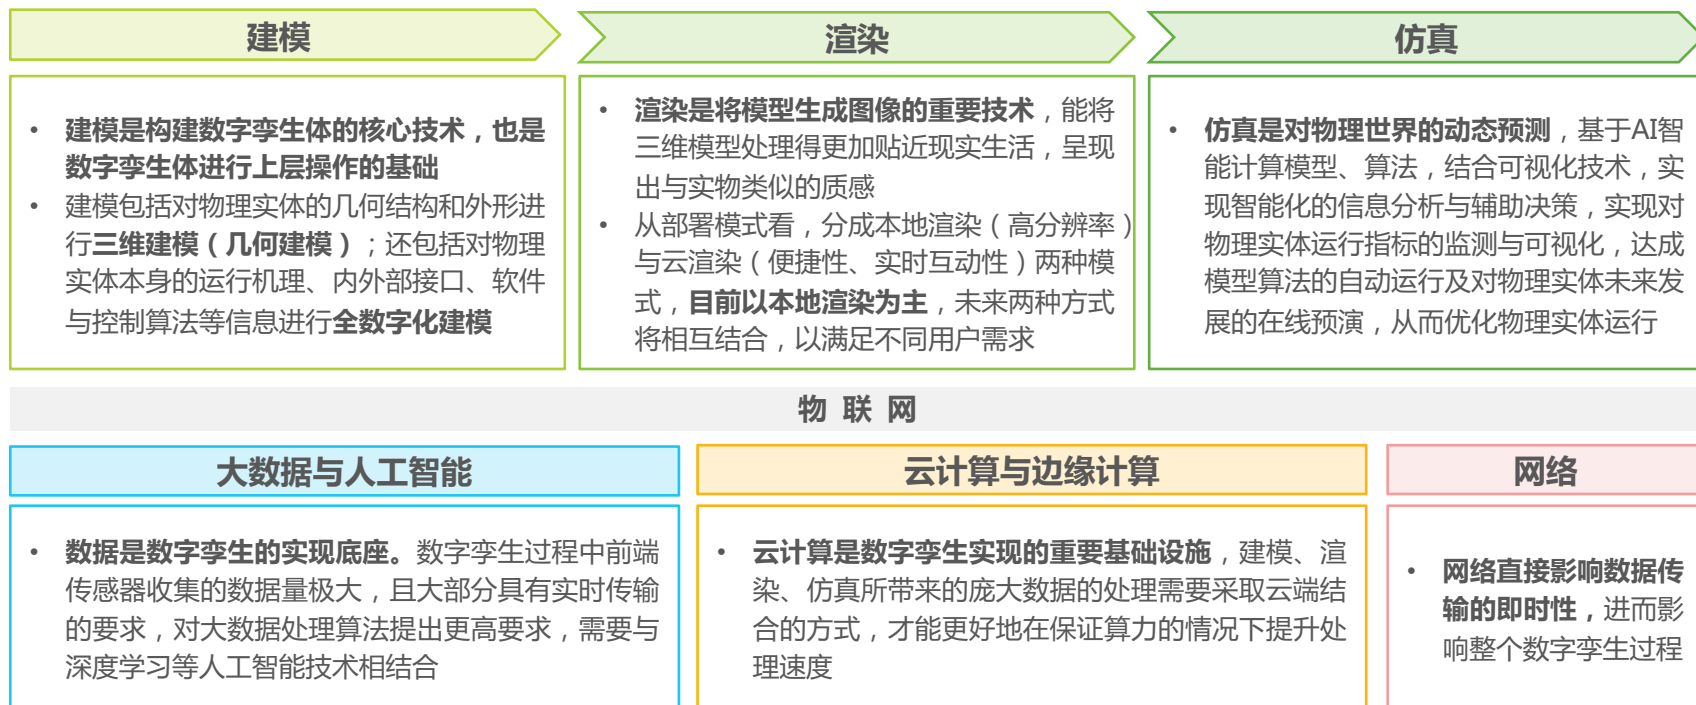 建模
渲染
仿真
• 建模是构建数字孪生体的核心技术，也是
数字孪生体进行上层操作的基础
• 建模包括对物理实体的几何结构和外形进
行三维建模（几何建模）；还包括对物理
实体本身的运行机理、内外部接口、软件
与控制算法等信息进行全数字化建模
• 渲染是将模型生成图像的重要技术，能将
三维模型处理得更加贴近现实生活，呈现
出与实物类似的质感
• 从部署模式看，分成本地渲染（高分辨率）
与云渲染（便捷性、实时互动性）两种模
式，目前以本地渲染为主，未来两种方式
将相互结合，以满足不同用户需求
• 仿真是对物理世界的动态预测，基于AI智
能计算模型、算法，结合可视化技术，实
现智能化的信息分析与辅助决策，实现对
物理实体运行指标的监测与可视化，达成
模型算法的自动运行及对物理实体未来发
展的在线预演，从而优化物理实体运行
物 联 网
大数据与人工智能
云计算与边缘计算
网络
• 数据是数字孪生的实现底座。数字孪生过程中前端
传感器收集的数据量极大，且大部分具有实时传输
的要求，对大数据处理算法提出更高要求，需要与
深度学习等人工智能技术相结合
• 云计算是数字孪生实现的重要基础设施，建模、渲
染、仿真所带来的庞大数据的处理需要采取云端结
合的方式，才能更好地在保证算力的情况下提升处
理速度
• 网络直接影响数据传
输的即时性，进而影
响整个数字孪生过程